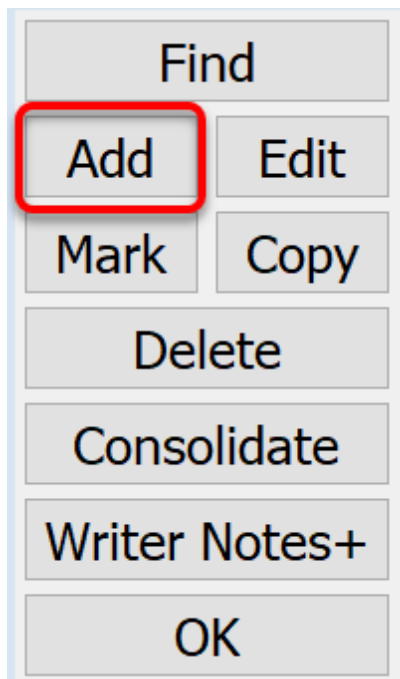 Find
Add Edit
Mark Copy
Delete
Consolidate
Writer Notes+
OK